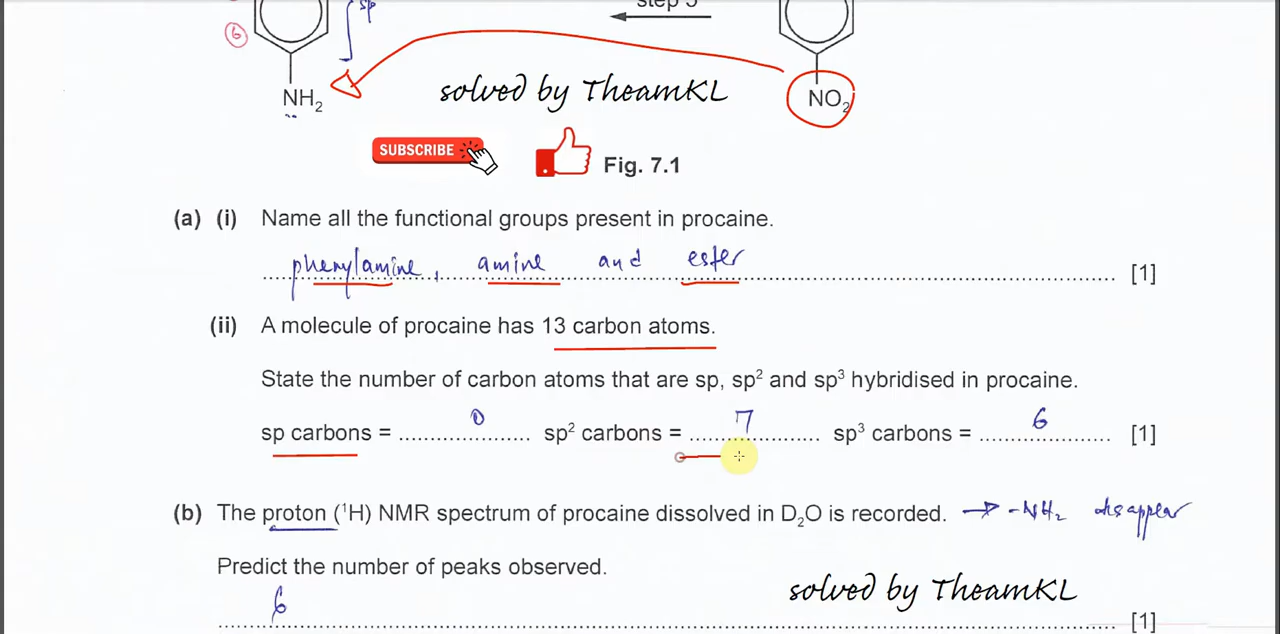 sp
step 5
6
NH2
solved by TheamKL
NO2
SUBSCRIBE
Fig. 7.1
(a) (i) Name all the functional groups present in procaine.
phenylamine, amine and ester [1]
(ii) A molecule of procaine has 13 carbon atoms.
State the number of carbon atoms that are sp, sp² and sp³ hybridised in procaine.
sp carbons = 0 sp² carbons = 7 sp³ carbons = 6 [1]
(b) The proton (¹H) NMR spectrum of procaine dissolved in D₂O is recorded. → -NH₂ disappear
Predict the number of peaks observed.
solved by TheamKL
6 [1]